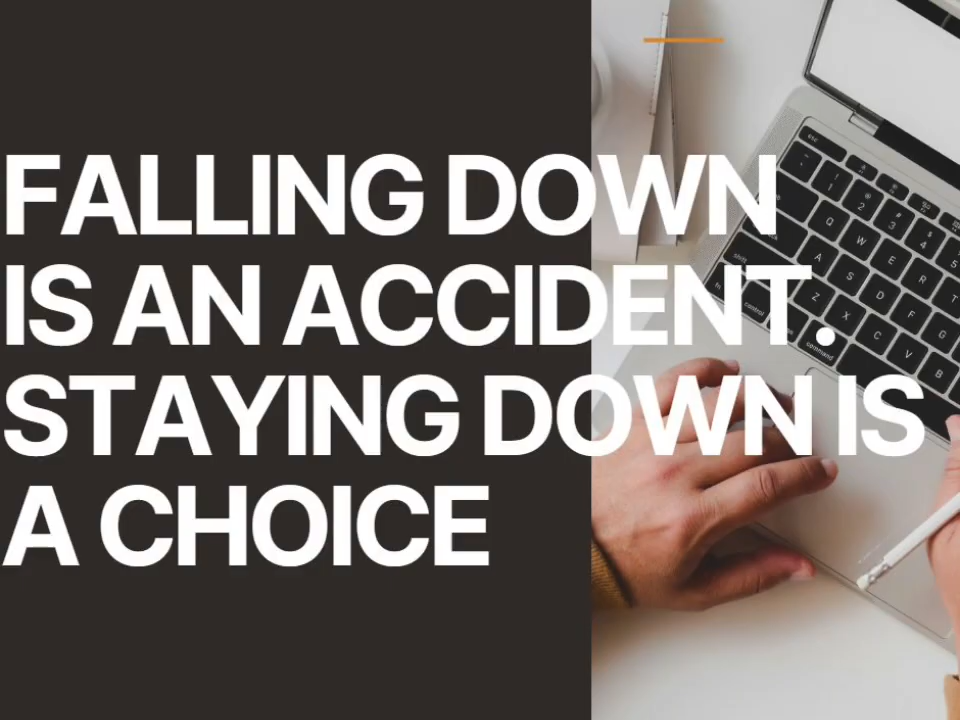 FALLING DOWN
IS AN ACCIDENT.
STAYING DOWN IS
A CHOICE